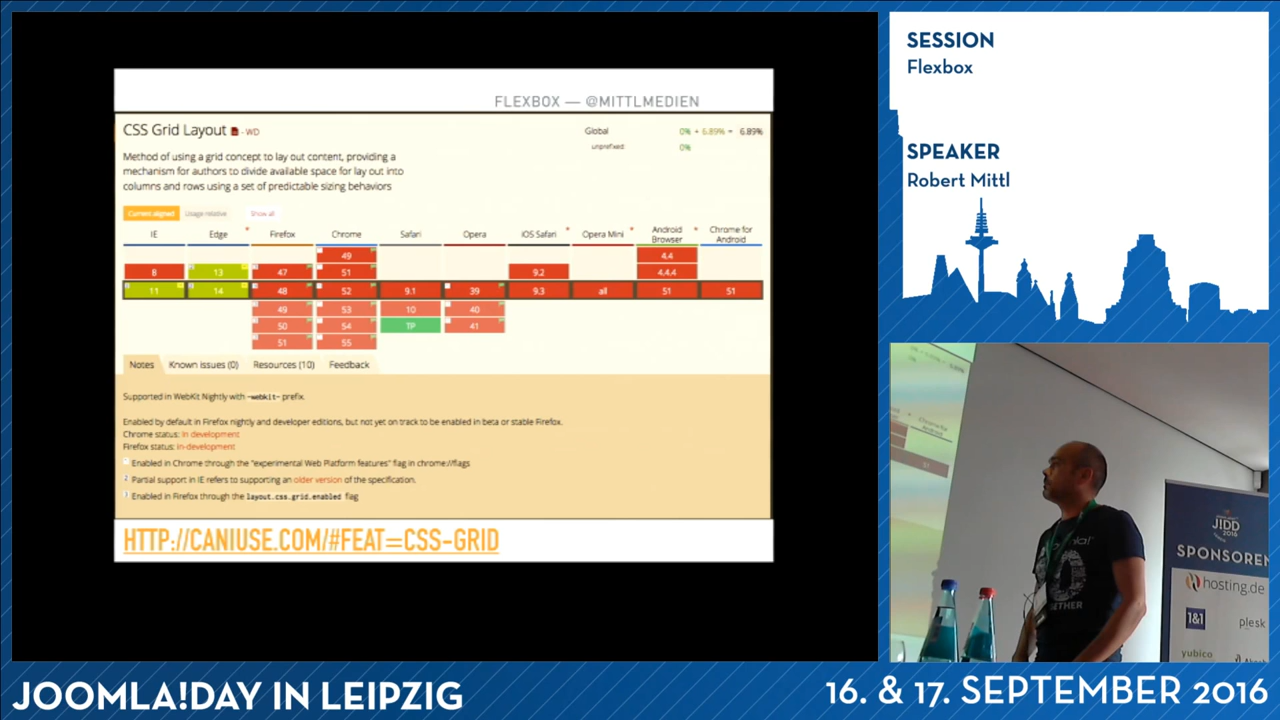 FLEXBOX — @MITTLMEDIEN
CSS Grid Layout - WD
Global 0% + 6.89% = 6.89%
unprefixed: 0%
Method of using a grid concept to lay out content, providing a
mechanism for authors to divide available space for lay out into
columns and rows using a set of predictable sizing behaviors
Current aligned Usage relative Show all
IE Edge Firefox Chrome Safari Opera iOS Safari Opera Mini Android Browser Chrome for Android
49 4.4
8 13 47 51 9.2 4.4.4
11 14 48 52 9.1 39 9.3 all 51 51
49 53 10 40
50 54 TP 41
51 55
Notes Known issues (0) Resources (10) Feedback
Supported in WebKit Nightly with -webkit- prefix.
Enabled by default in Firefox nightly and developer editions, but not yet on track to be enabled in beta or stable Firefox.
Chrome status: In development
Firefox status: in-development
Enabled in Chrome through the "experimental Web Platform features" flag in chrome://flags
2 Partial support in IE refers to supporting an older version of the specification.
Enabled in Firefox through the layout.css.grid.enabled flag
HTTP://CANIUSE.COM/#FEAT=CSS-GRID
SESSION
Flexbox
SPEAKER
Robert Mittl
Chrome for
Android
51
J!DD
2016
SPONSOREN
hosting.de
1&1
plesk
yubico
JOOMLA!DAY IN LEIPZIG
16. & 17. SEPTEMBER 2016